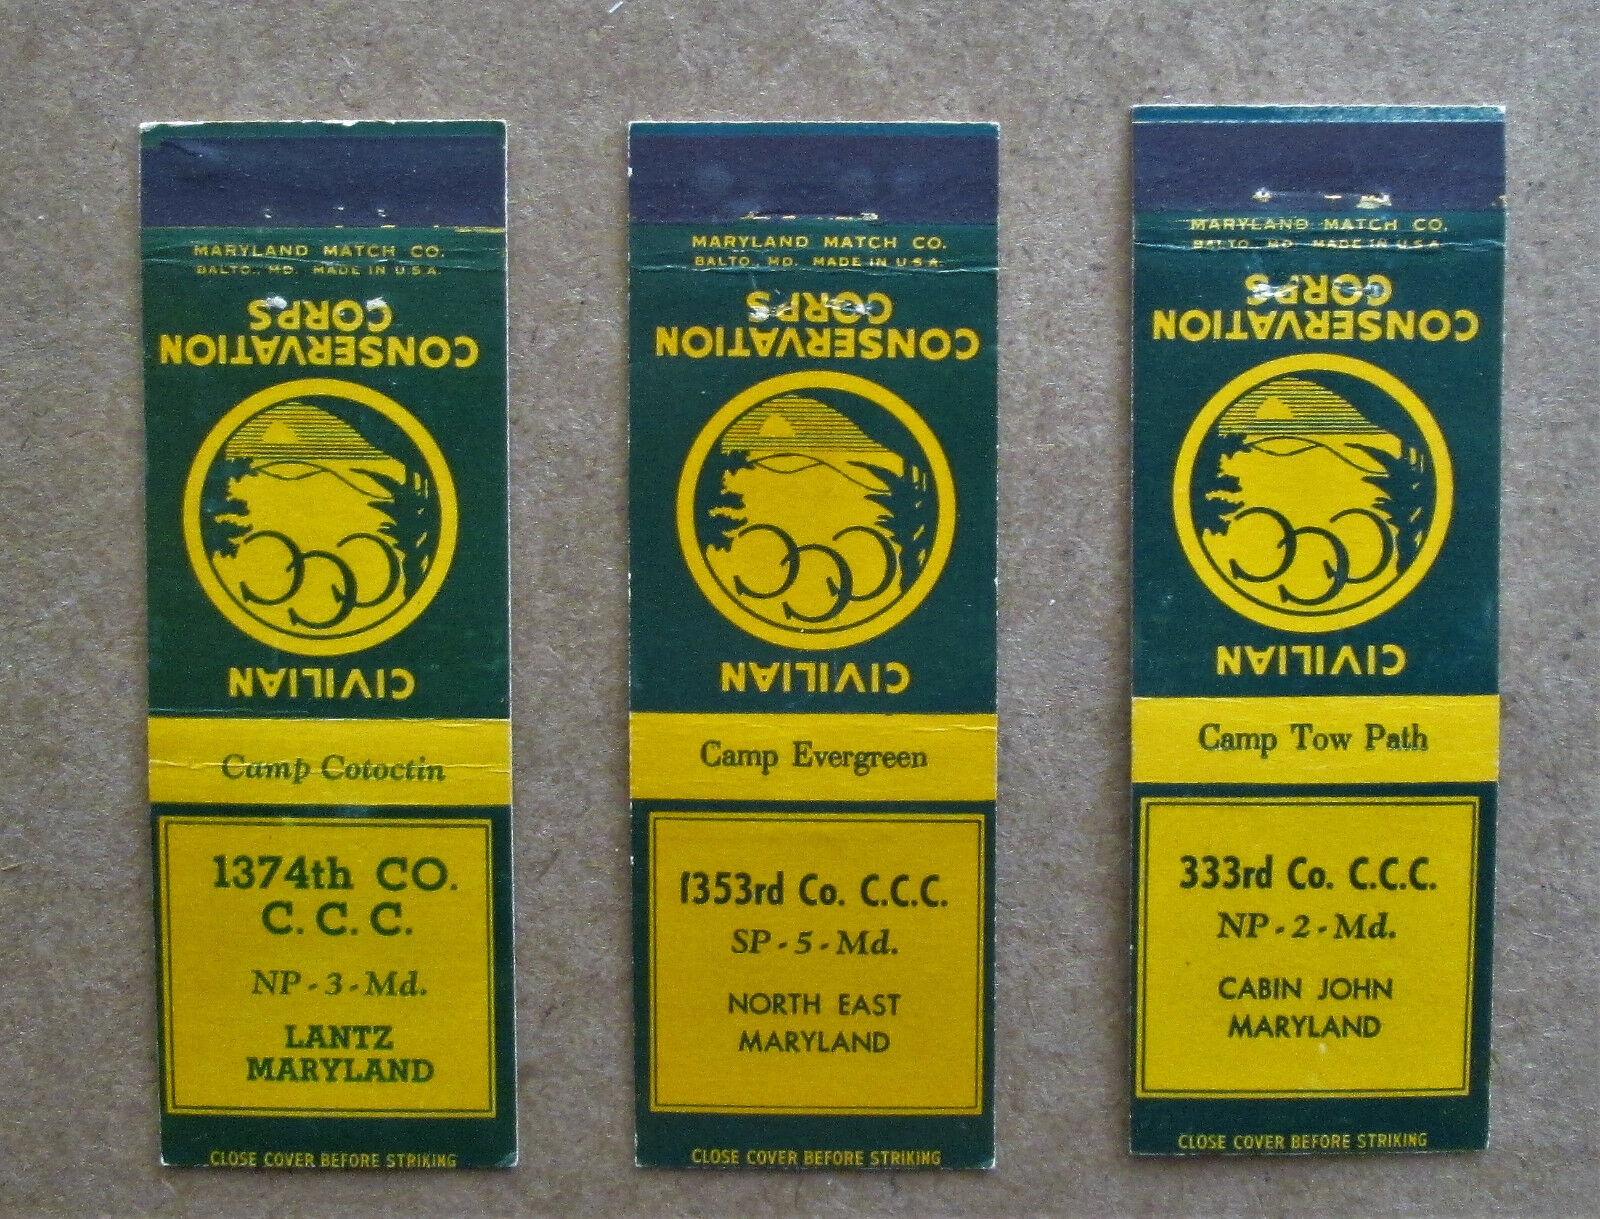 MARYLAND MATCH CO.
BALTO., MD. MADE IN U.S.A.
CIVILIAN
CONSERVATION
CORPS
Camp Cotoctin
1374th CO.
C. C. C.
NP - 3 - Md.
LANTZ
MARYLAND
CLOSE COVER BEFORE STRIKING
MARYLAND MATCH CO.
BALTO., MD. MADE IN U.S.A.
CIVILIAN
CONSERVATION
CORPS
Camp Evergreen
1353rd Co. C.C.C.
SP - 5 - Md.
NORTH EAST
MARYLAND
CLOSE COVER BEFORE STRIKING
MARYLAND MATCH CO.
BALTO., MD. MADE IN U.S.A.
CIVILIAN
CONSERVATION
CORPS
Camp Tow Path
333rd Co. C.C.C.
NP - 2 - Md.
CABIN JOHN
MARYLAND
CLOSE COVER BEFORE STRIKING